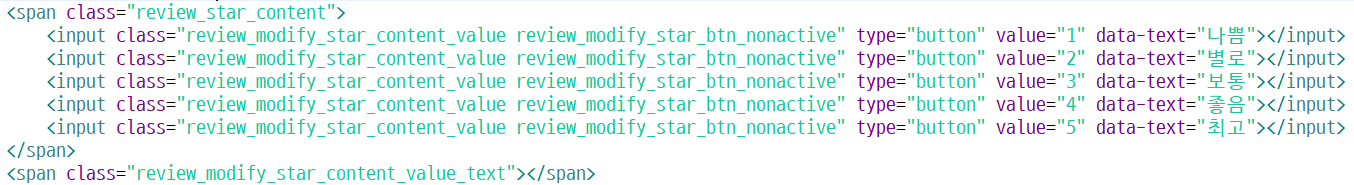 <span class="review_star_content">
<input class="review_modify_star_content_value review_modify_star_btn_nonactive" type="button" value="1" data-text="나쁨"></input>
<input class="review_modify_star_content_value review_modify_star_btn_nonactive" type="button" value="2" data-text="별로"></input>
<input class="review_modify_star_content_value review_modify_star_btn_nonactive" type="button" value="3" data-text="보통"></input>
<input class="review_modify_star_content_value review_modify_star_btn_nonactive" type="button" value="4" data-text="좋음"></input>
<input class="review_modify_star_content_value review_modify_star_btn_nonactive" type="button" value="5" data-text="최고"></input>
</span>
<span class="review_modify_star_content_value_text"></span>